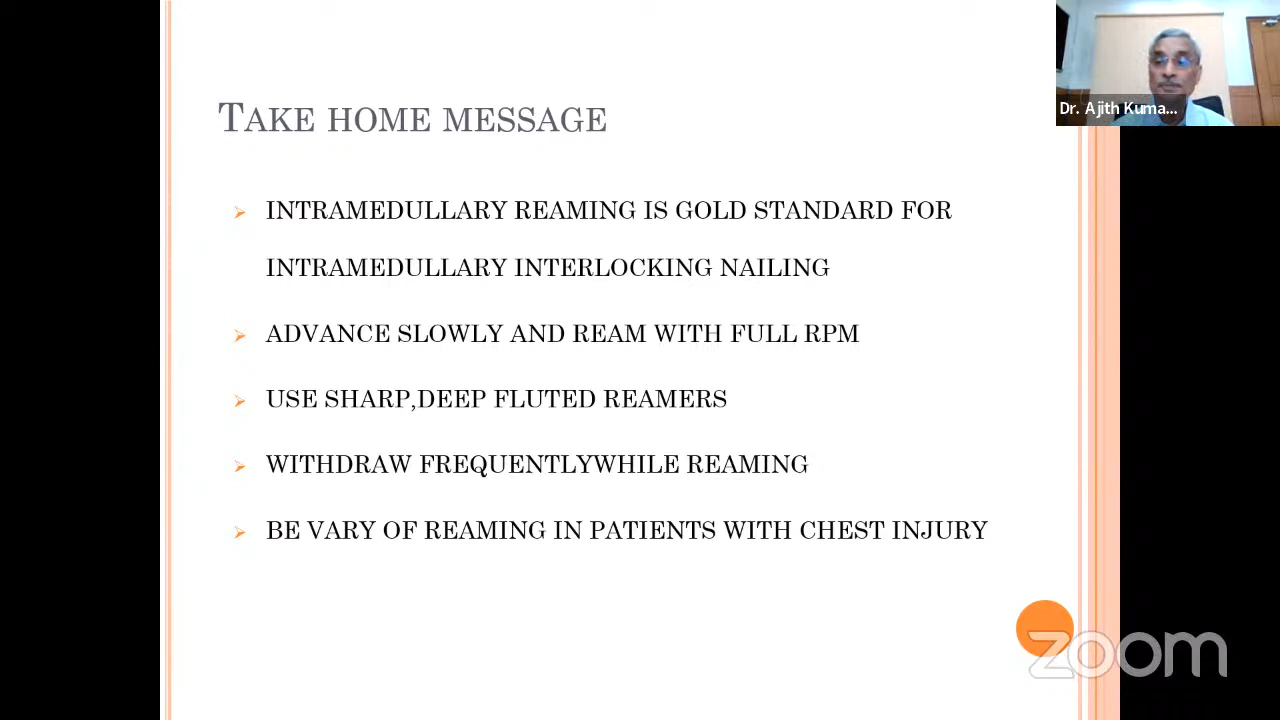 TAKE HOME MESSAGE
Dr. Ajith Kuma...
INTRAMEDULLARY REAMING IS GOLD STANDARD FOR
INTRAMEDULLARY INTERLOCKING NAILING
ADVANCE SLOWLY AND REAM WITH FULL RPM
USE SHARP,DEEP FLUTED REAMERS
WITHDRAW FREQUENTLYWHILE REAMING
BE VARY OF REAMING IN PATIENTS WITH CHEST INJURY
zoom